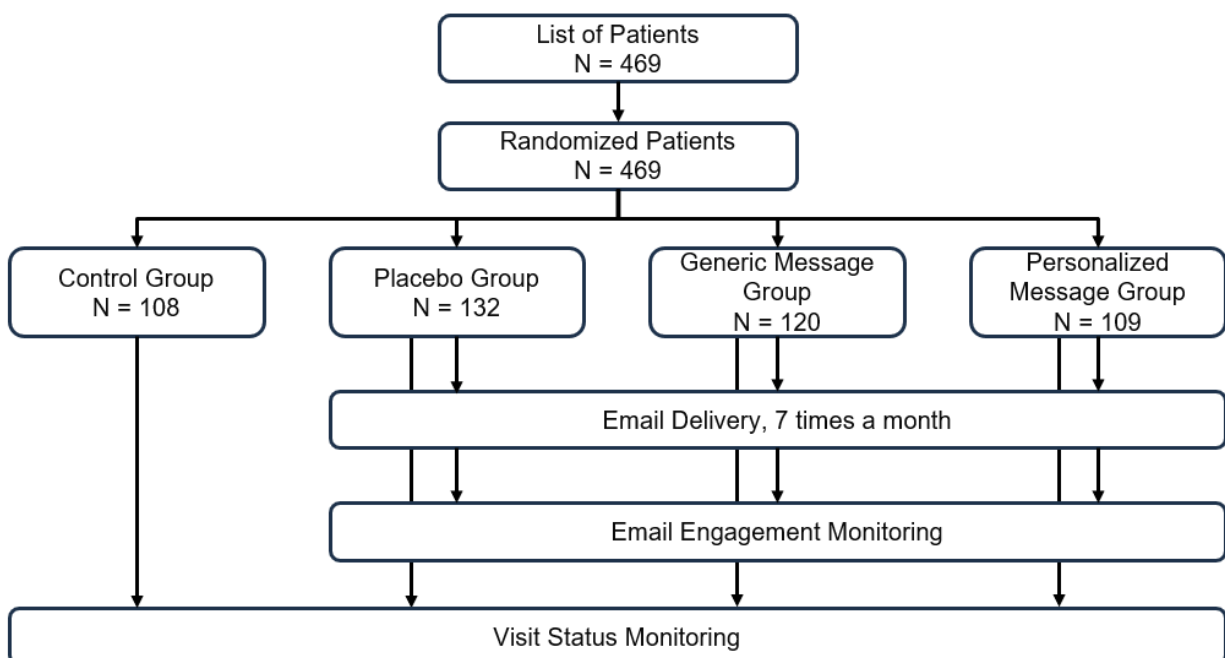 List of Patients
N = 469
Randomized Patients
N = 469
Control Group
N = 108
Placebo Group
N = 132
Generic Message
Group
N = 120
Personalized
Message Group
N = 109
Email Delivery, 7 times a month
Email Engagement Monitoring
Visit Status Monitoring